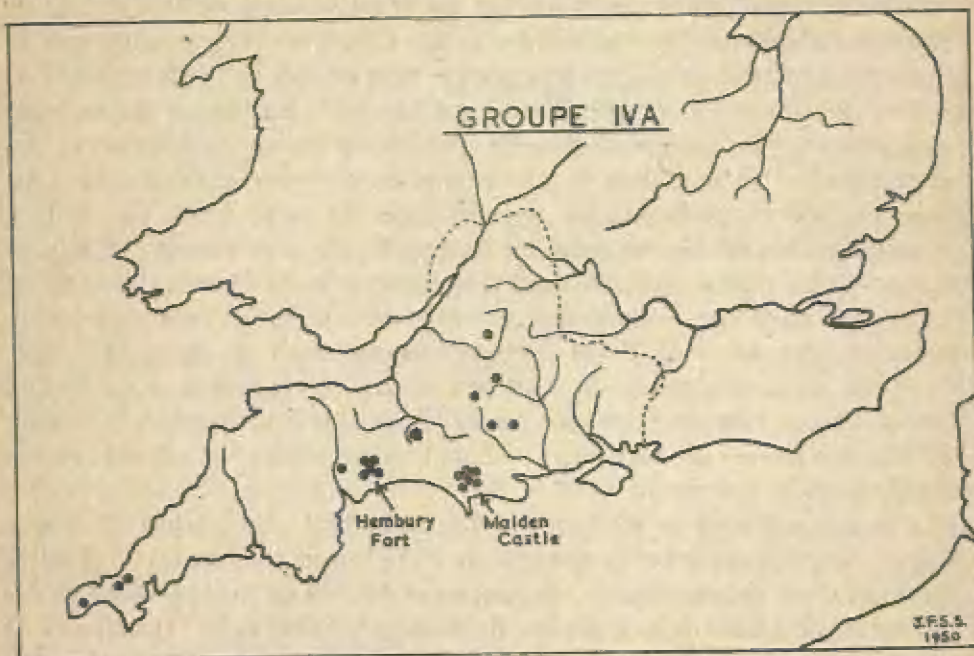 GROUPE IVA
Hembury
Fort
Maiden
Castle
J.F.S.S.
1950